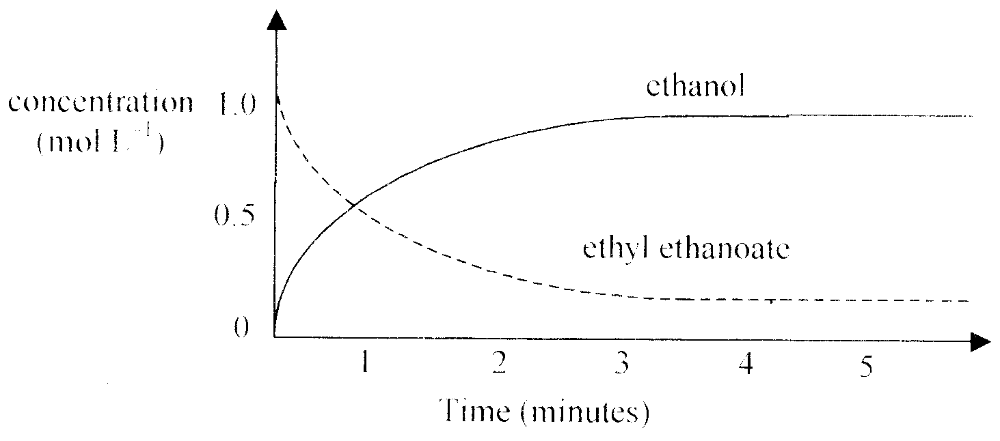 ethanol
concentration 1.0
(mol L⁻¹)
0.5
ethyl ethanoate
0
1 2 3 4 5
Time (minutes)